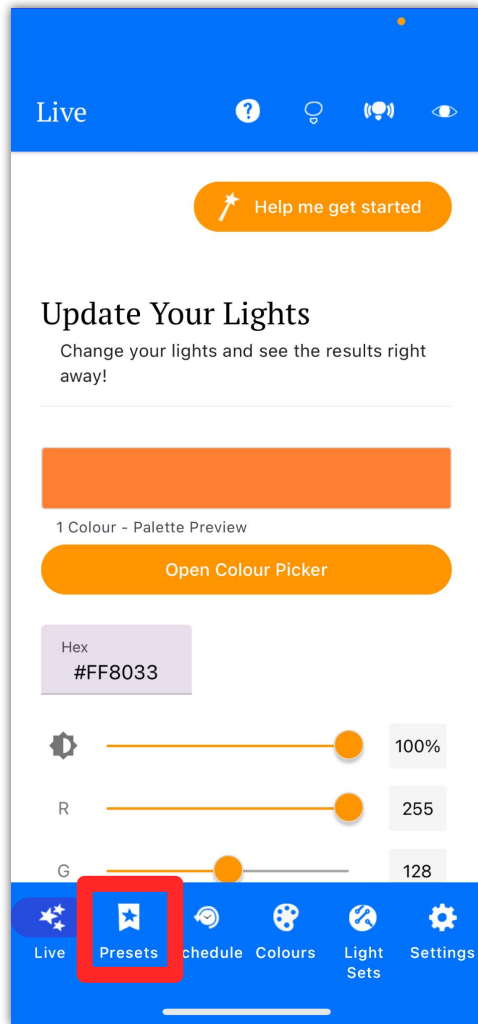 Live
Help me get started
Update Your Lights
Change your lights and see the results right
away!
1 Colour - Palette Preview
Open Colour Picker
Hex
#FF8033
100%
R
255
G
128
Live
Presets
chedule
Colours
Light
Sets
Settings